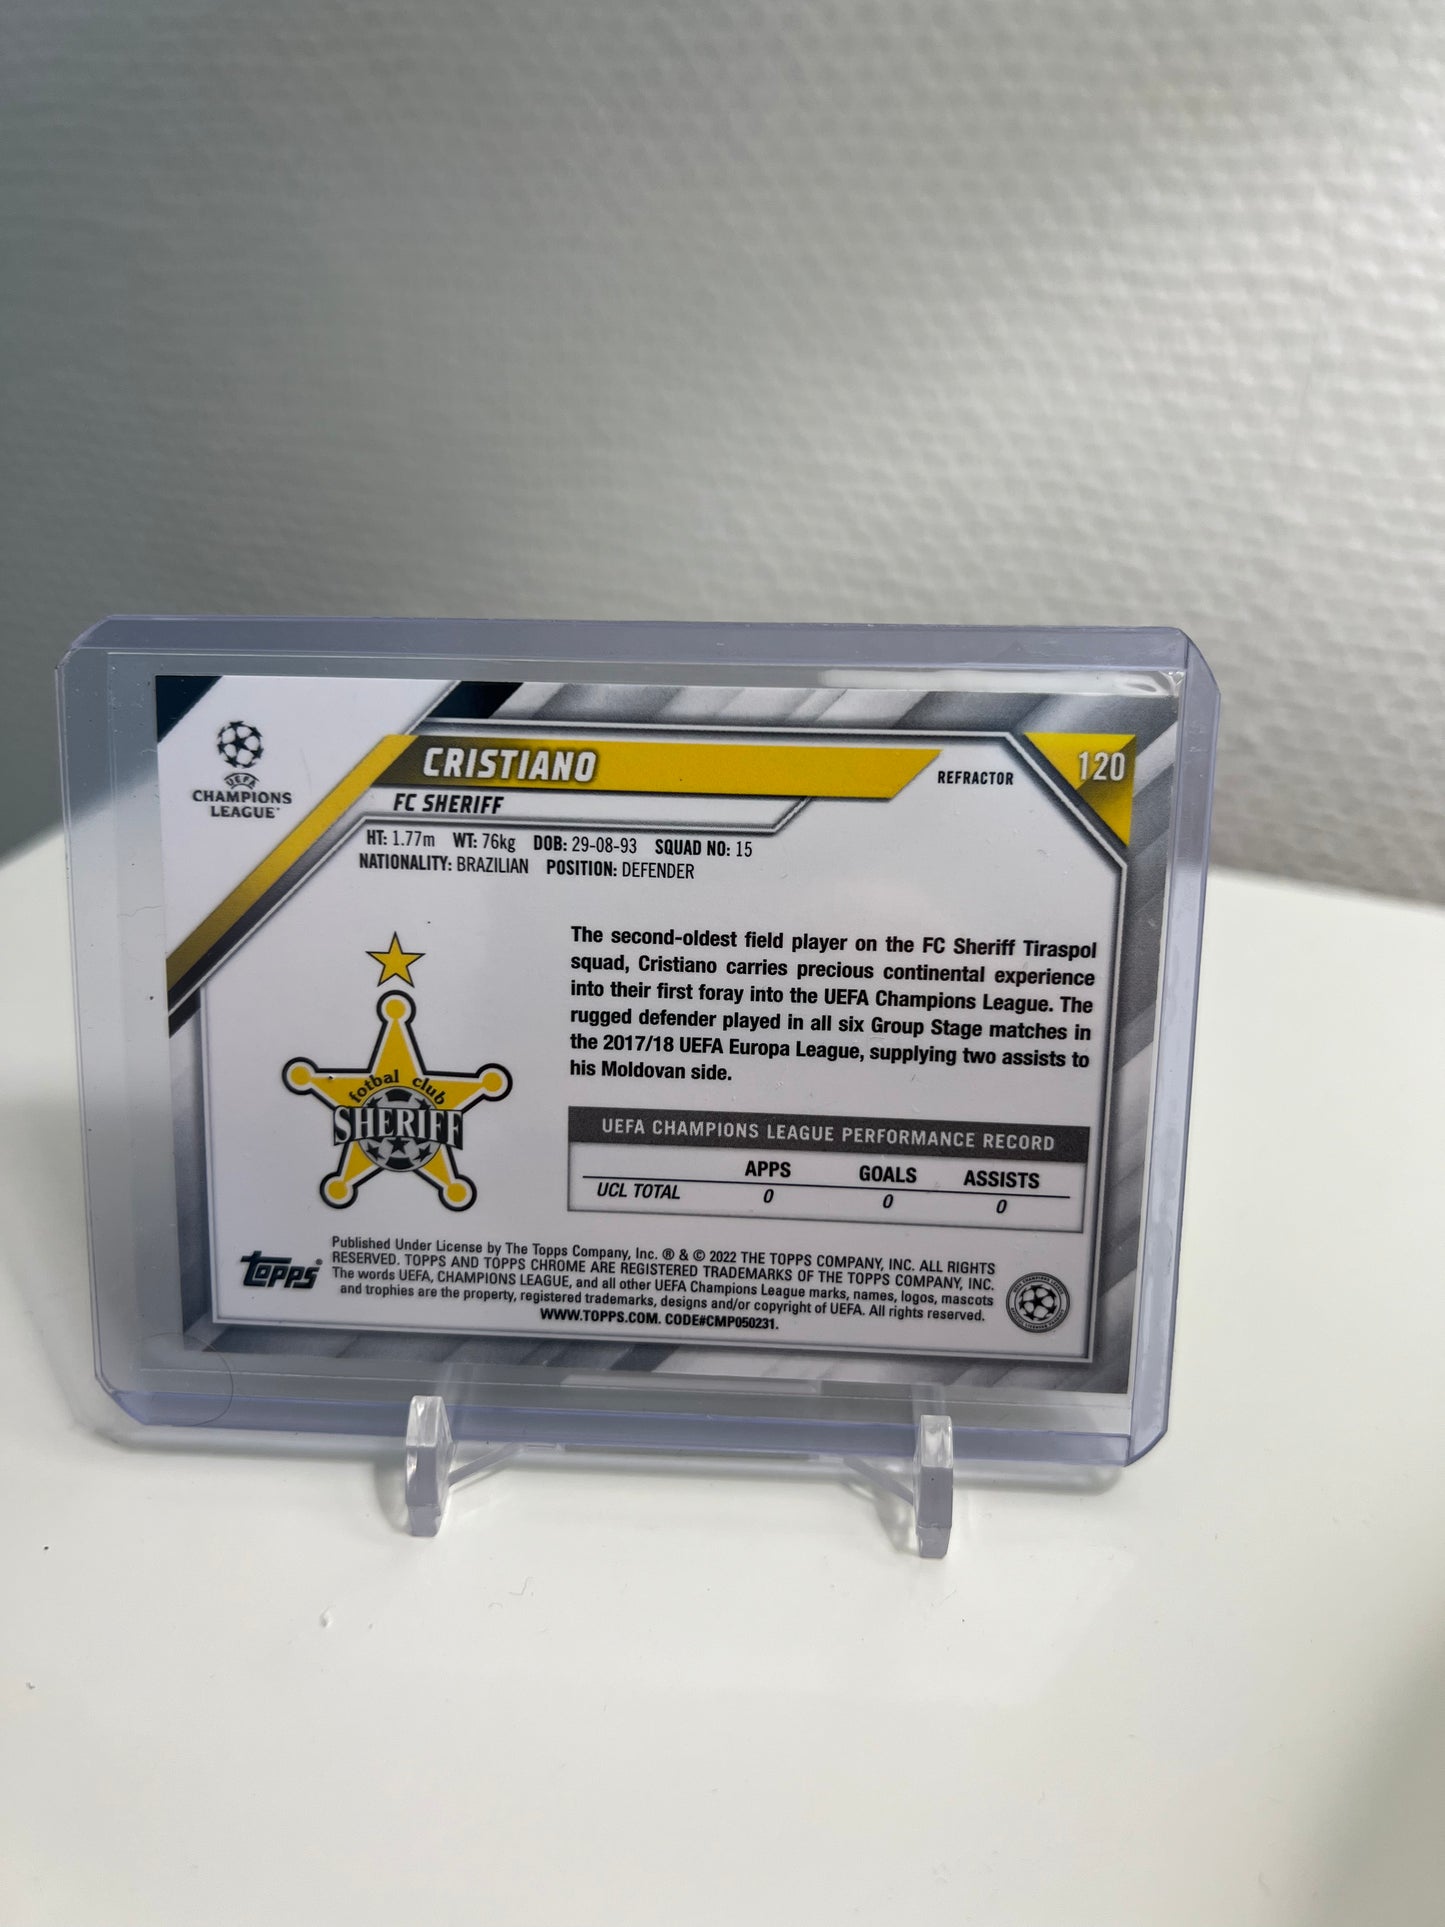 UEFA
CHAMPIONS
LEAGUE
CRISTIANO
FC SHERIFF
REFRACTOR
120
HT: 1.77m WT: 76kg DOB: 29-08-93 SQUAD NO: 15
NATIONALITY: BRAZILIAN POSITION: DEFENDER
fotbal club
SHERIFF
The second-oldest field player on the FC Sheriff Tiraspol
squad, Cristiano carries precious continental experience
into their first foray into the UEFA Champions League. The
rugged defender played in all six Group Stage matches in
the 2017/18 UEFA Europa League, supplying two assists to
his Moldovan side.
UEFA CHAMPIONS LEAGUE PERFORMANCE RECORD
APPS GOALS ASSISTS
UCL TOTAL 0 0 0
topps®
Published Under License by The Topps Company, Inc. ® & © 2022 THE TOPPS COMPANY, INC. ALL RIGHTS
RESERVED. TOPPS AND TOPPS CHROME ARE REGISTERED TRADEMARKS OF THE TOPPS COMPANY, INC.
The words UEFA, CHAMPIONS LEAGUE, and all other UEFA Champions League marks, names, logos, mascots
and trophies are the property, registered trademarks, designs and/or copyright of UEFA. All rights reserved.
WWW.TOPPS.COM. CODE#CMP050231.